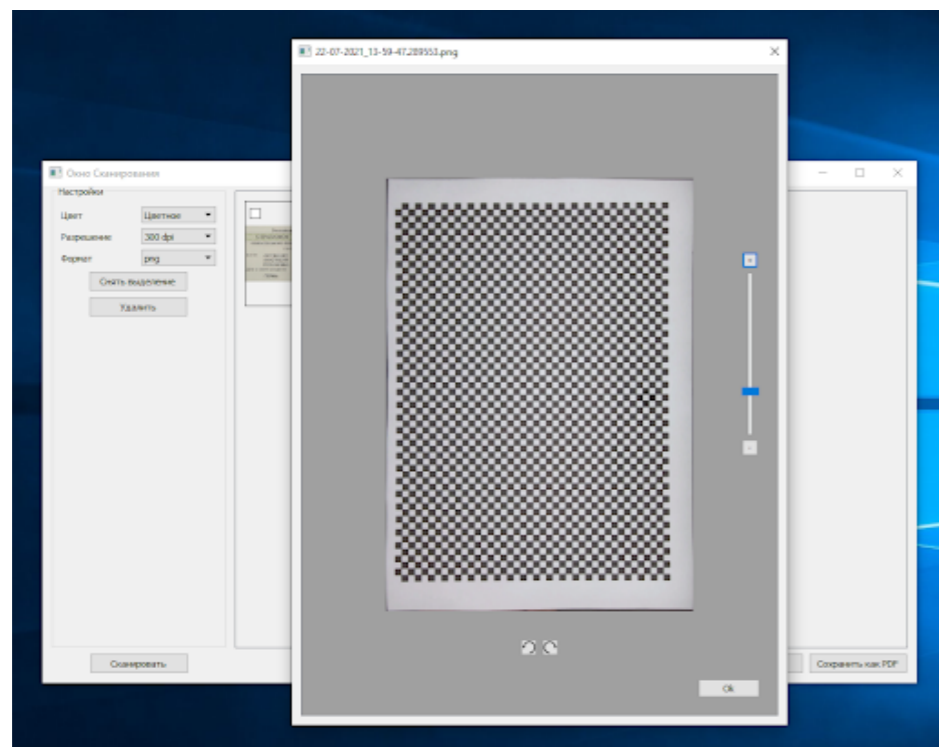 22-07-2021_13-59-47.289553.png
Окно Сканирования
Настройки
Цвет
Цветное
Разрешение
300 dpi
Формат
png
Снять выделение
Удалить
Сканировать
Ok
Сохранить как PDF